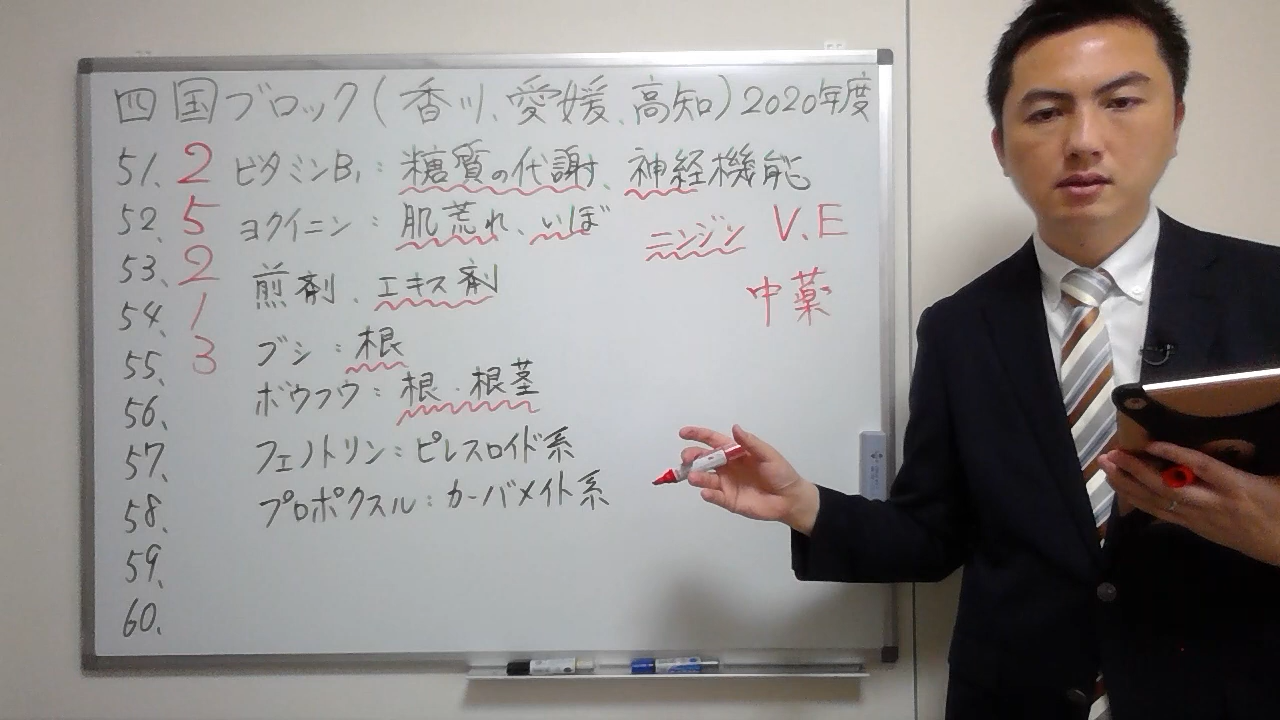 四国ブロック(香川、愛媛、高知)2020年度
51. 2 ビタミンB₁:糖質の代謝、神経機能
52. 5 ヨクイニン:肌荒れ、いぼ ニンジン V.E
53. 2 煎剤、エキス剤 中薬
54. 1
55. 3 ブシ:根
56. ボウフウ:根・根茎
57. フェノトリン:ピレスロイド系
58. プロポクスル:カーバメイト系
59.
60.